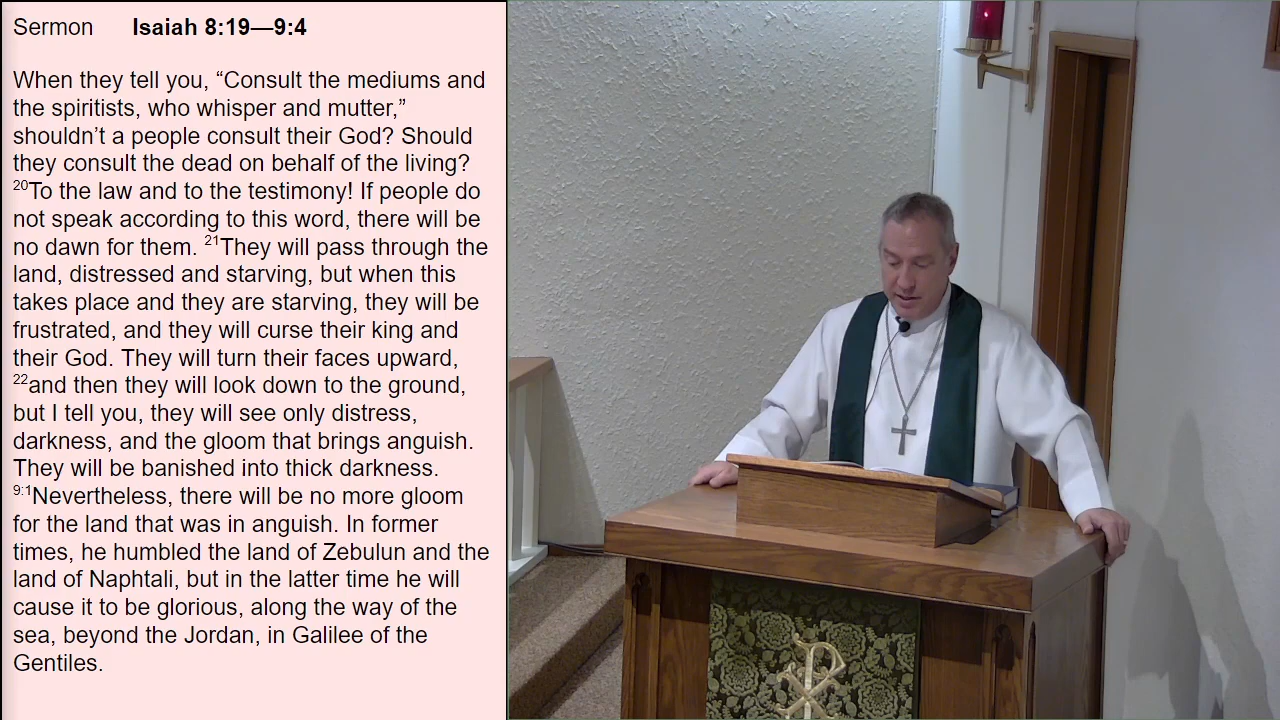 Sermon Isaiah 8:19—9:4
When they tell you, “Consult the mediums and
the spiritists, who whisper and mutter,”
shouldn’t a people consult their God? Should
they consult the dead on behalf of the living?
20To the law and to the testimony! If people do
not speak according to this word, there will be
no dawn for them. 21They will pass through the
land, distressed and starving, but when this
takes place and they are starving, they will be
frustrated, and they will curse their king and
their God. They will turn their faces upward,
22and then they will look down to the ground,
but I tell you, they will see only distress,
darkness, and the gloom that brings anguish.
They will be banished into thick darkness.
9:1Nevertheless, there will be no more gloom
for the land that was in anguish. In former
times, he humbled the land of Zebulun and the
land of Naphtali, but in the latter time he will
cause it to be glorious, along the way of the
sea, beyond the Jordan, in Galilee of the
Gentiles.